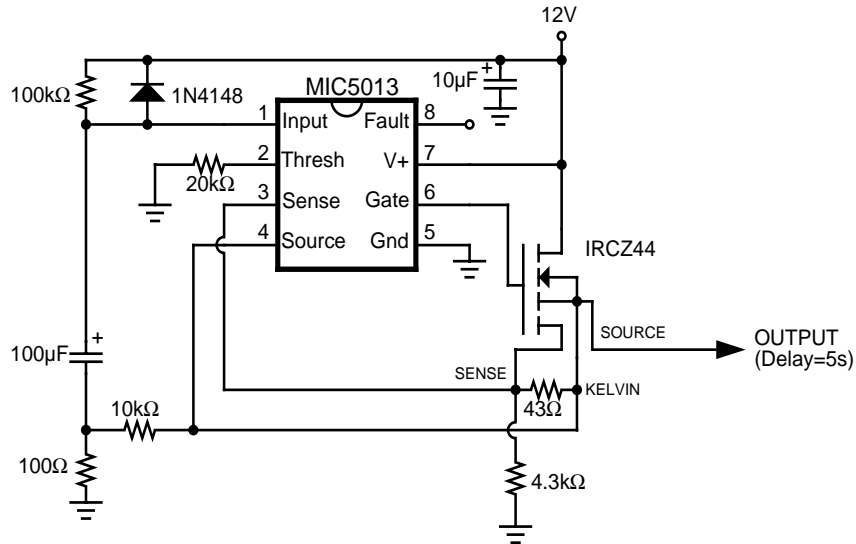 12V
10µF +
MIC5013
100kΩ
1N4148
1 Input Fault 8
2 Thresh V+ 7
20kΩ
3 Sense Gate 6
4 Source Gnd 5
IRCZ44
SOURCE
OUTPUT
(Delay=5s)
+
100µF
SENSE
43Ω
KELVIN
10kΩ
100Ω
4.3kΩ